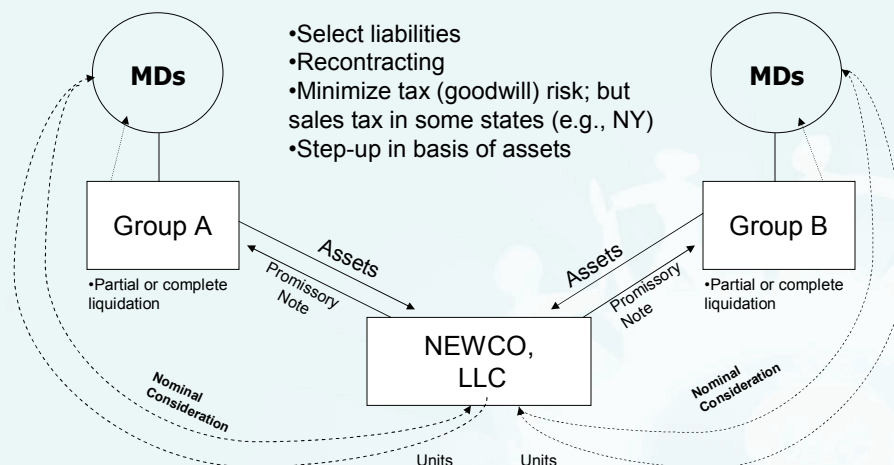 •Select liabilities
•Recontracting
•Minimize tax (goodwill) risk; but
sales tax in some states (e.g., NY)
•Step-up in basis of assets
MDs
MDs
Group A
Group B
•Partial or complete
liquidation
•Partial or complete
liquidation
Assets
Promissory
Note
Assets
Promissory
Note
NEWCO,
LLC
Nominal
Consideration
Nominal
Consideration
Units
Units